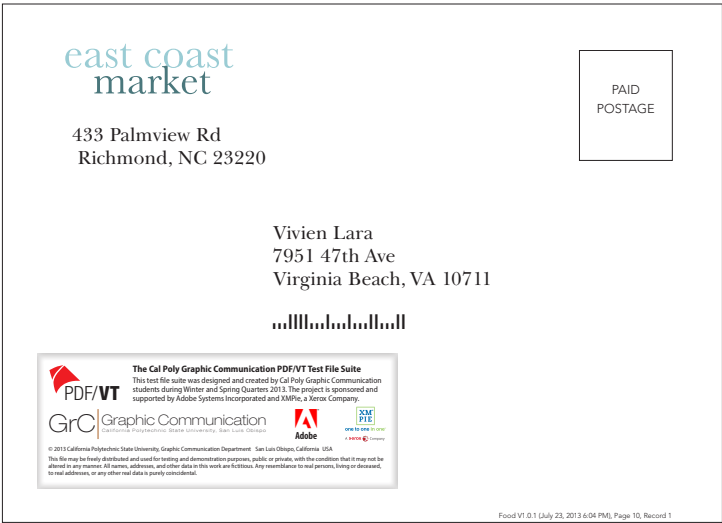 east coast
market
PAID
POSTAGE
433 Palmview Rd
Richmond, NC 23220
Vivien Lara
7951 47th Ave
Virginia Beach, VA 10711
PDF/VT
The Cal Poly Graphic Communication PDF/VT Test File Suite
This test file suite was designed and created by Cal Poly Graphic Communication
students during Winter and Spring Quarters 2013. The project is sponsored and
supported by Adobe Systems Incorporated and XMPie, a Xerox Company.
GrC Graphic Communication
California Polytechnic State University, San Luis Obispo
Adobe
XM
PIE
one to one in one
A xerox Company
© 2013 California Polytechnic State University, Graphic Communication Department San Luis Obispo, California USA
This file may be freely distributed and used for testing and demonstration purposes, public or private, with the condition that it may not be
altered in any manner. All names, addresses, and other data in this work are fictitious. Any resemblance to real persons, living or deceased,
to real addresses, or any other real data is purely coincidental.
Food V1.0.1 (July 23, 2013 6:04 PM), Page 10, Record 1